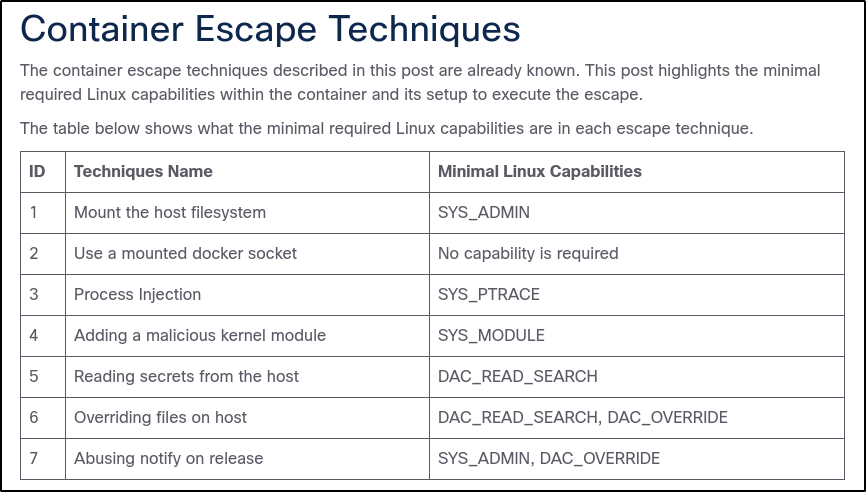 Container Escape Techniques
The container escape techniques described in this post are already known. This post highlights the minimal
required Linux capabilities within the container and its setup to execute the escape.
The table below shows what the minimal required Linux capabilities are in each escape technique.
ID Techniques Name Minimal Linux Capabilities
1 Mount the host filesystem SYS_ADMIN
2 Use a mounted docker socket No capability is required
3 Process Injection SYS_PTRACE
4 Adding a malicious kernel module SYS_MODULE
5 Reading secrets from the host DAC_READ_SEARCH
6 Overriding files on host DAC_READ_SEARCH, DAC_OVERRIDE
7 Abusing notify on release SYS_ADMIN, DAC_OVERRIDE